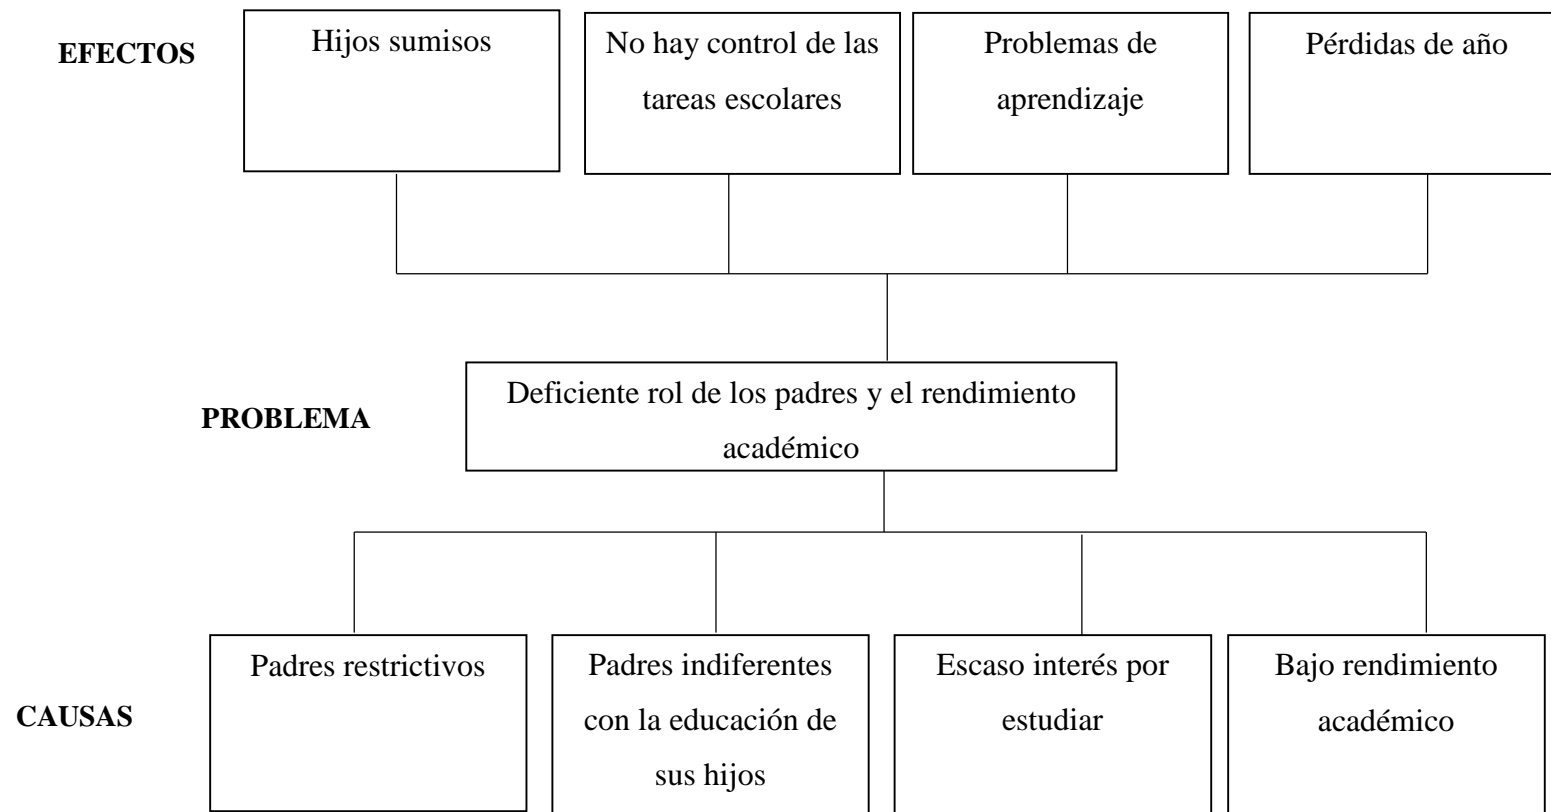 EFECTOS
Hijos sumisos
No hay control de las
tareas escolares
Problemas de
aprendizaje
Pérdidas de año
PROBLEMA
Deficiente rol de los padres y el rendimiento
académico
CAUSAS
Padres restrictivos
Padres indiferentes
con la educación de
sus hijos
Escaso interés por
estudiar
Bajo rendimiento
académico